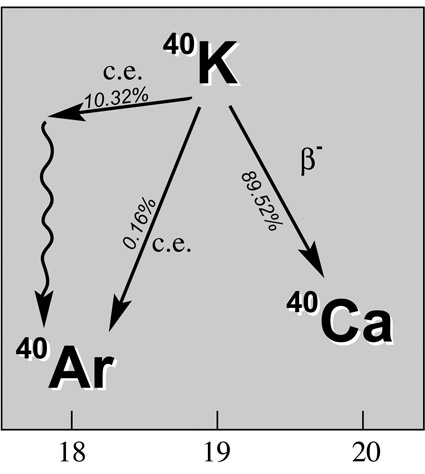 40K
c.e.
10.32%
β-
89.52%
0.16%
c.e.
40Ca
40Ar
18 19 20